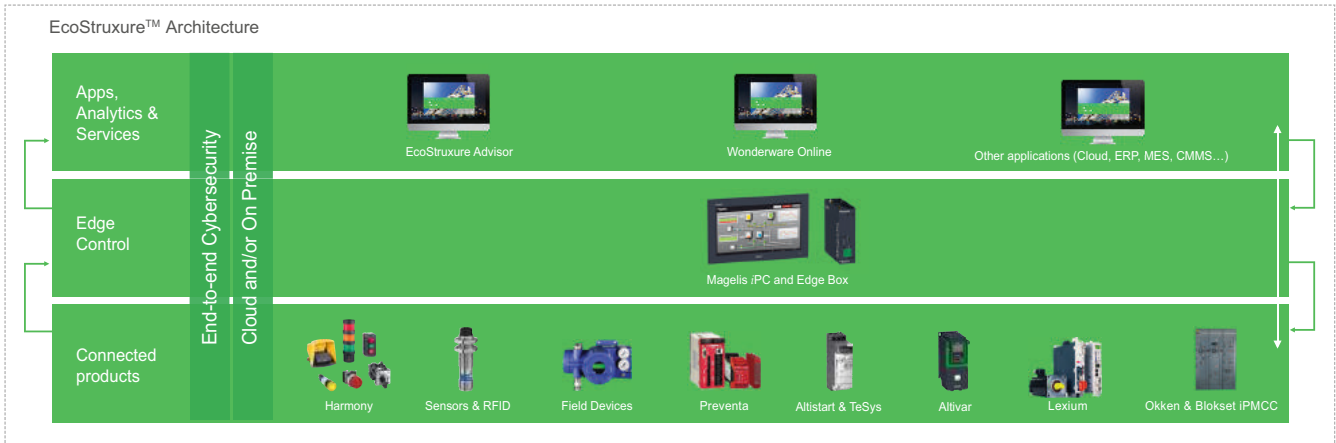 EcoStruxure™ Architecture
Apps,
Analytics &
Services
EcoStruxure Advisor
Wonderware Online
Other applications (Cloud, ERP, MES, CMMS…)
End-to-end Cybersecurity
Cloud and/or On Premise
Edge
Control
Magelis iPC and Edge Box
Connected
products
Harmony
Sensors & RFID
Field Devices
Preventa
Altistart & TeSys
Altivar
Lexium
Okken & Blokset iPMCC